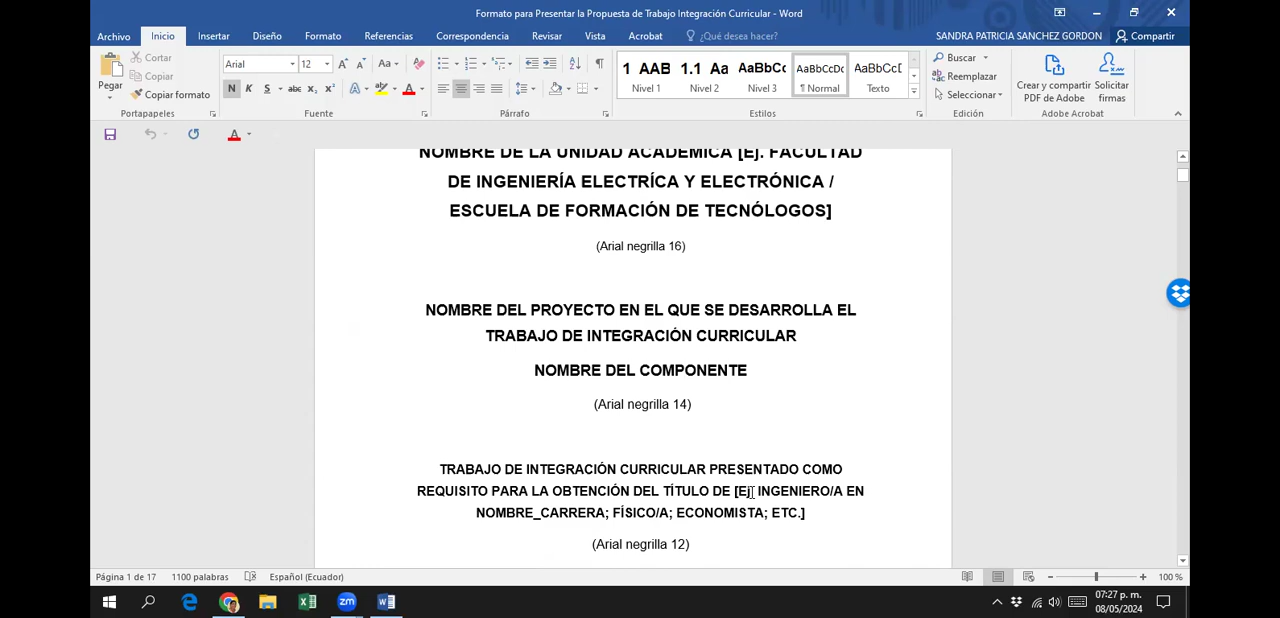 Formato para Presentar la Propuesta de Trabajo Integración Curricular - Word
Archivo Inicio Insertar Diseño Formato Referencias Correspondencia Revisar Vista Acrobat ¿Qué desea hacer? SANDRA PATRICIA SANCHEZ GORDON Compartir
Pegar
Cortar
Copiar
Copiar formato
Portapapeles
Arial 12
Aa
N K S abc x₂ x²
A A
Fuente
Párrafo
1 AAB 1.1 Aa AaBbCc AaBbCcDc AaBbC
Nivel 1 Nivel 2 Nivel 3 ¶ Normal Texto
Estilos
Buscar
Reemplazar
Seleccionar
Edición
Crear y compartir
PDF de Adobe
Solicitar
firmas
Adobe Acrobat
NOMBRE DE LA UNIDAD ACADÉMICA [Ej. FACULTAD
DE INGENIERÍA ELECTRÍCA Y ELECTRÓNICA /
ESCUELA DE FORMACIÓN DE TECNÓLOGOS]
(Arial negrilla 16)
NOMBRE DEL PROYECTO EN EL QUE SE DESARROLLA EL
TRABAJO DE INTEGRACIÓN CURRICULAR
NOMBRE DEL COMPONENTE
(Arial negrilla 14)
TRABAJO DE INTEGRACIÓN CURRICULAR PRESENTADO COMO
REQUISITO PARA LA OBTENCIÓN DEL TÍTULO DE [Ej. INGENIERO/A EN
NOMBRE_CARRERA; FÍSICO/A; ECONOMISTA; ETC.]
(Arial negrilla 12)
Página 1 de 17 1100 palabras Español (Ecuador) 100 %
07:27 p. m.
08/05/2024